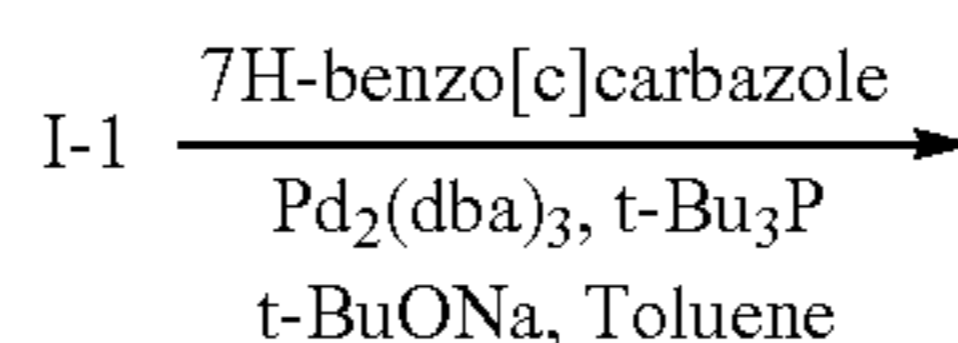 7H-benzo[c]carbazole
I-1
Pd₂(dba)₃, t-Bu₃P
t-BuONa, Toluene